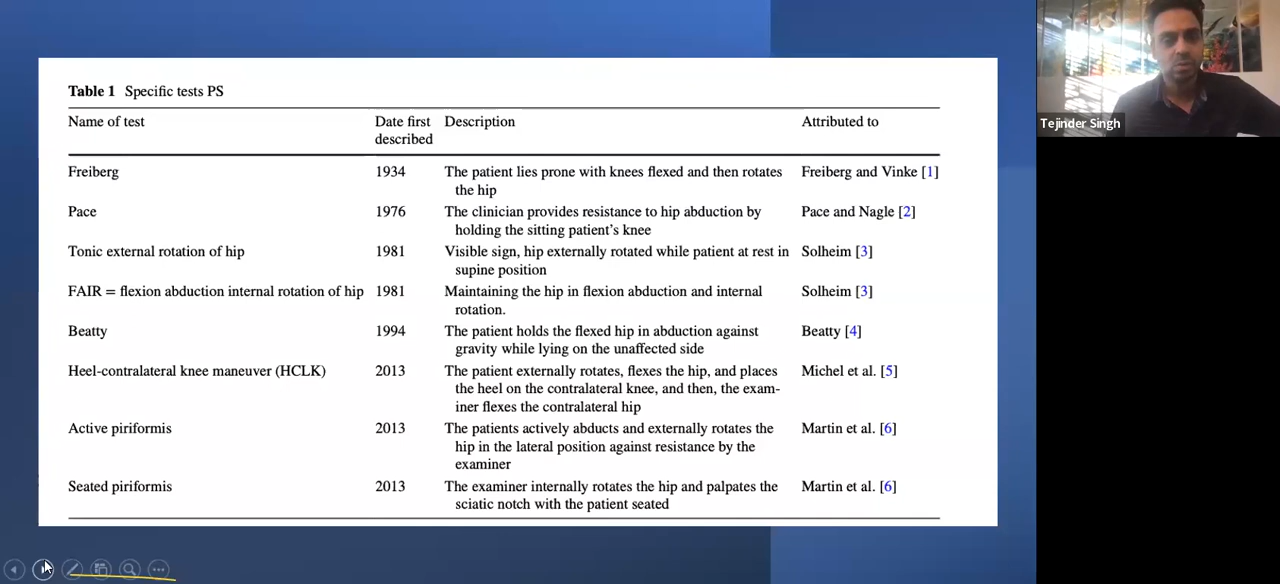 Table 1 Specific tests PS
Name of test Date first Description Attributed to
described
Freiberg 1934 The patient lies prone with knees flexed and then rotates Freiberg and Vinke [1]
the hip
Pace 1976 The clinician provides resistance to hip abduction by Pace and Nagle [2]
holding the sitting patient's knee
Tonic external rotation of hip 1981 Visible sign, hip externally rotated while patient at rest in Solheim [3]
supine position
FAIR = flexion abduction internal rotation of hip 1981 Maintaining the hip in flexion abduction and internal Solheim [3]
rotation.
Beatty 1994 The patient holds the flexed hip in abduction against Beatty [4]
gravity while lying on the unaffected side
Heel-contralateral knee maneuver (HCLK) 2013 The patient externally rotates, flexes the hip, and places Michel et al. [5]
the heel on the contralateral knee, and then, the exam-
iner flexes the contralateral hip
Active piriformis 2013 The patients actively abducts and externally rotates the Martin et al. [6]
hip in the lateral position against resistance by the
examiner
Seated piriformis 2013 The examiner internally rotates the hip and palpates the Martin et al. [6]
sciatic notch with the patient seated
Tejinder Singh